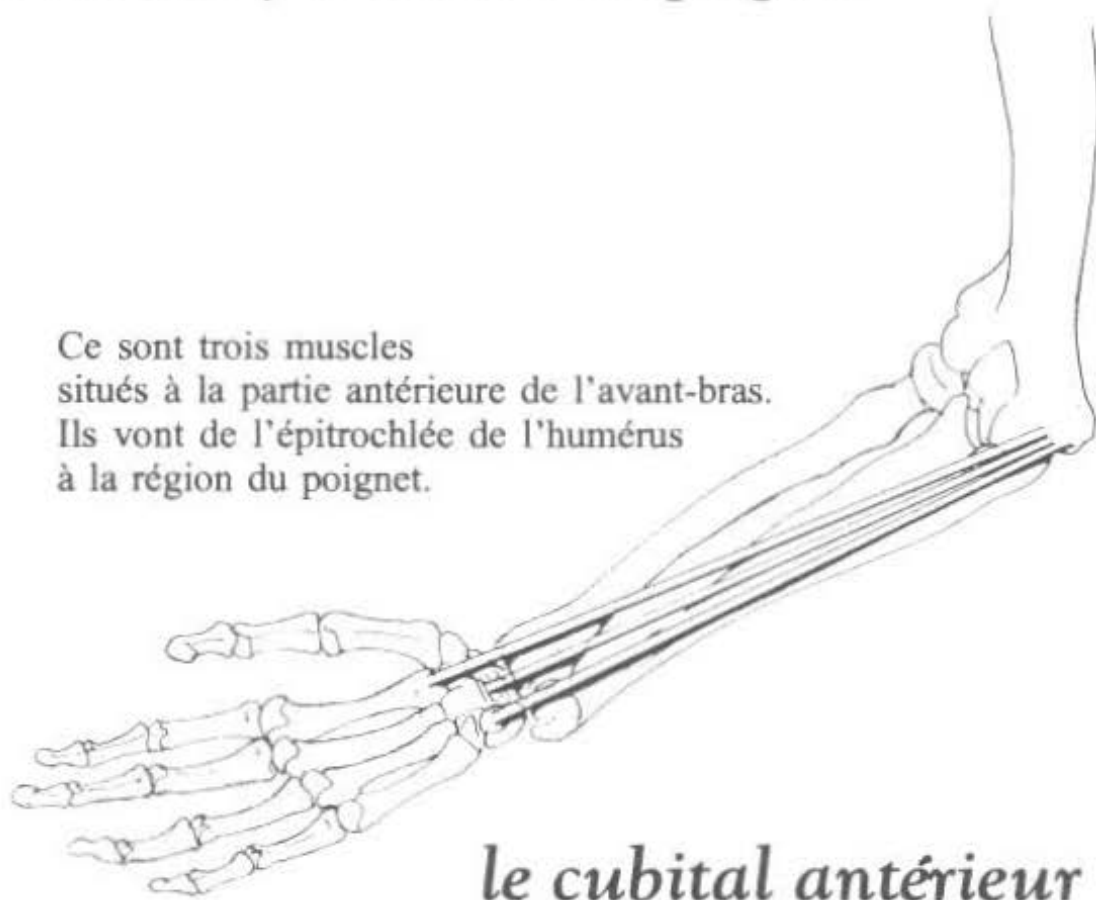 Ce sont trois muscles
situés à la partie antérieure de l'avant-bras.
Ils vont de l'épitrochlée de l'humérus
à la région du poignet.
le cubital antérieur